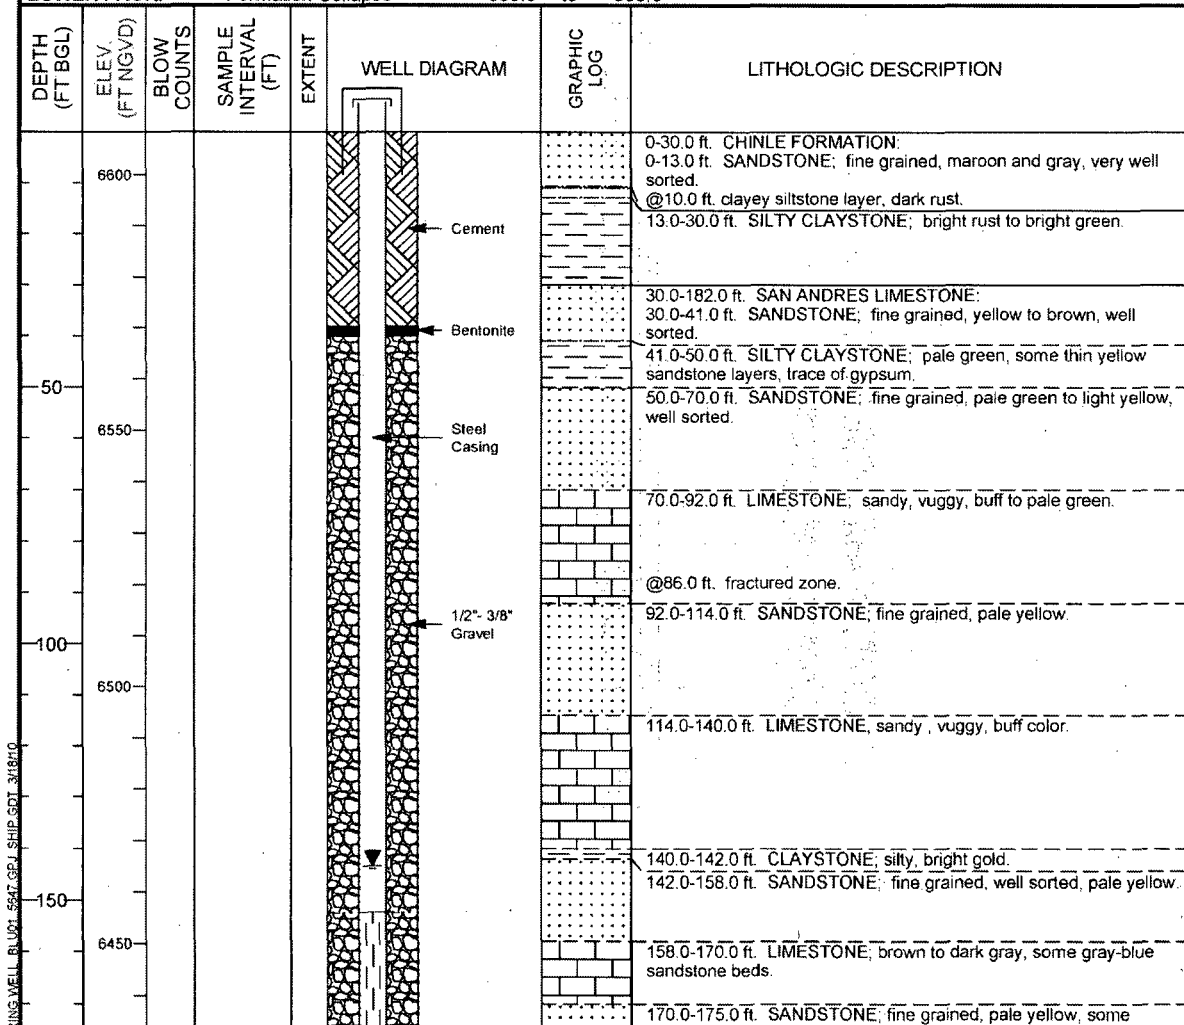 DEPTH
(FT BGL)
ELEV.
(FT NGVD)
BLOW
COUNTS
SAMPLE
INTERVAL
(FT)
EXTENT
WELL DIAGRAM
GRAPHIC
LOG
LITHOLOGIC DESCRIPTION
0-30.0 ft. CHINLE FORMATION:
0-13.0 ft. SANDSTONE; fine grained, maroon and gray, very well
sorted.
@10.0 ft. clayey siltstone layer, dark rust.
13.0-30.0 ft. SILTY CLAYSTONE; bright rust to bright green.
30.0-182.0 ft. SAN ANDRES LIMESTONE:
30.0-41.0 ft. SANDSTONE; fine grained, yellow to brown, well
sorted.
41.0-50.0 ft. SILTY CLAYSTONE; pale green, some thin yellow
sandstone layers, trace of gypsum.
50.0-70.0 ft. SANDSTONE; fine grained, pale green to light yellow,
well sorted.
70.0-92.0 ft. LIMESTONE; sandy, vuggy, buff to pale green.
@86.0 ft. fractured zone.
92.0-114.0 ft. SANDSTONE; fine grained, pale yellow.
114.0-140.0 ft. LIMESTONE, sandy , vuggy, buff color.
140.0-142.0 ft. CLAYSTONE; silty, bright gold.
142.0-158.0 ft. SANDSTONE; fine grained, well sorted, pale yellow.
158.0-170.0 ft. LIMESTONE; brown to dark gray, some gray-blue
sandstone beds.
170.0-175.0 ft. SANDSTONE; fine grained, pale yellow, some
6600
6550
6500
6450
50
100
150
Cement
Bentonite
Steel
Casing
1/2"- 3/8"
Gravel
WELL BLU01 5647.GPJ SHIP.GDT 3/18/10